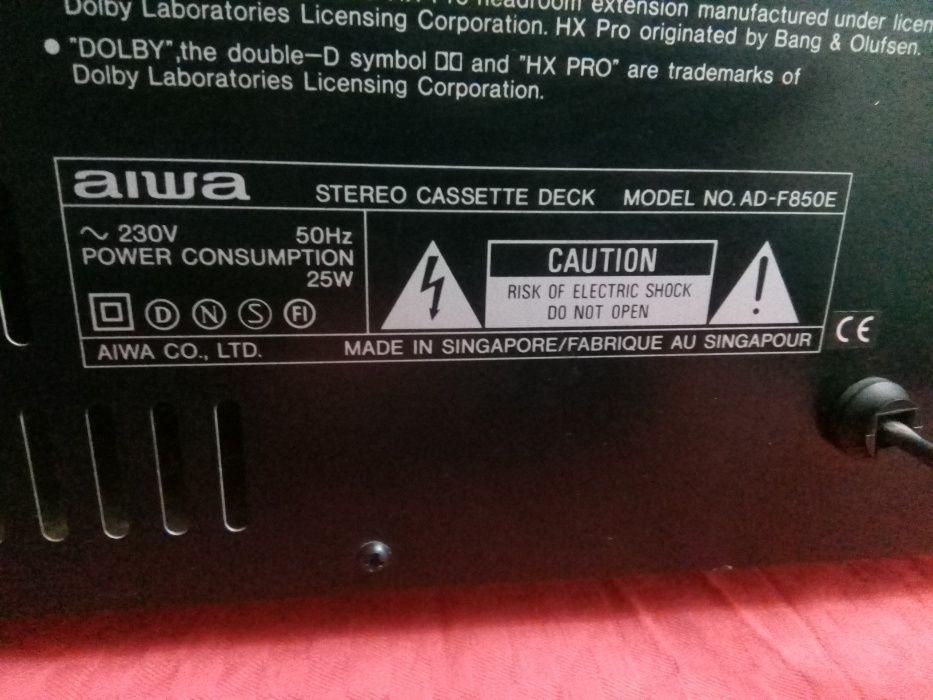 headroom extension manufactured under licen
Dolby Laboratories Licensing Corporation. HX Pro originated by Bang & Olufsen.
● "DOLBY",the double-D symbol and "HX PRO" are trademarks of
Dolby Laboratories Licensing Corporation.
aiwa STEREO CASSETTE DECK MODEL NO. AD-F850E
~ 230V 50Hz
POWER CONSUMPTION
25W
D N S FI
CAUTION
RISK OF ELECTRIC SHOCK
DO NOT OPEN
!
AIWA CO., LTD. MADE IN SINGAPORE/FABRIQUE AU SINGAPOUR
CE